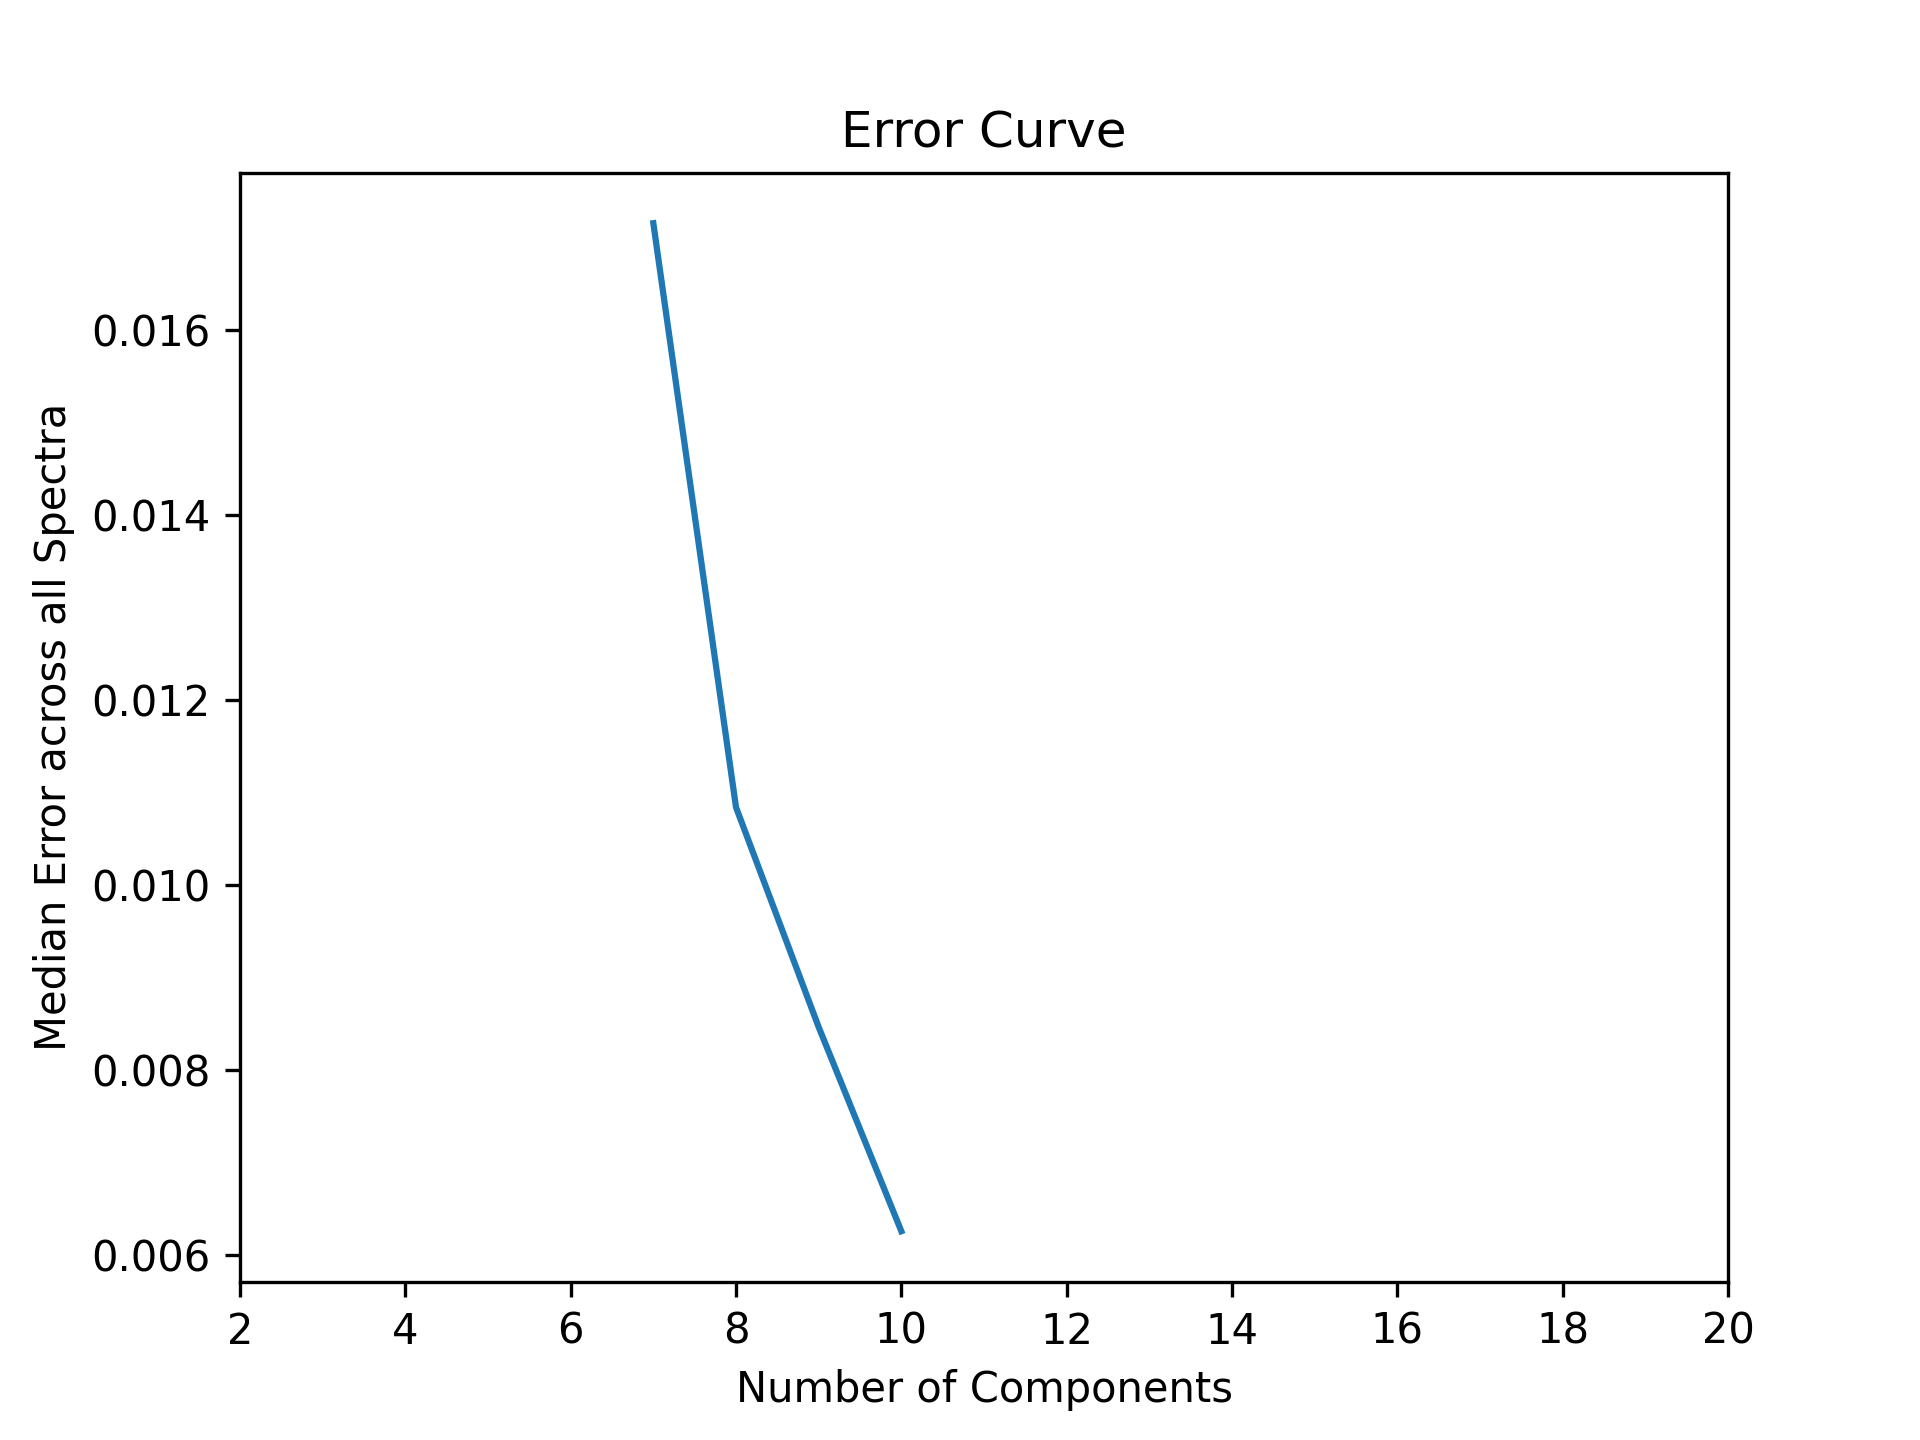 Error Curve
Median Error across all Spectra
0.016
0.014
0.012
0.010
0.008
0.006
2 4 6 8 10 12 14 16 18 20
Number of Components